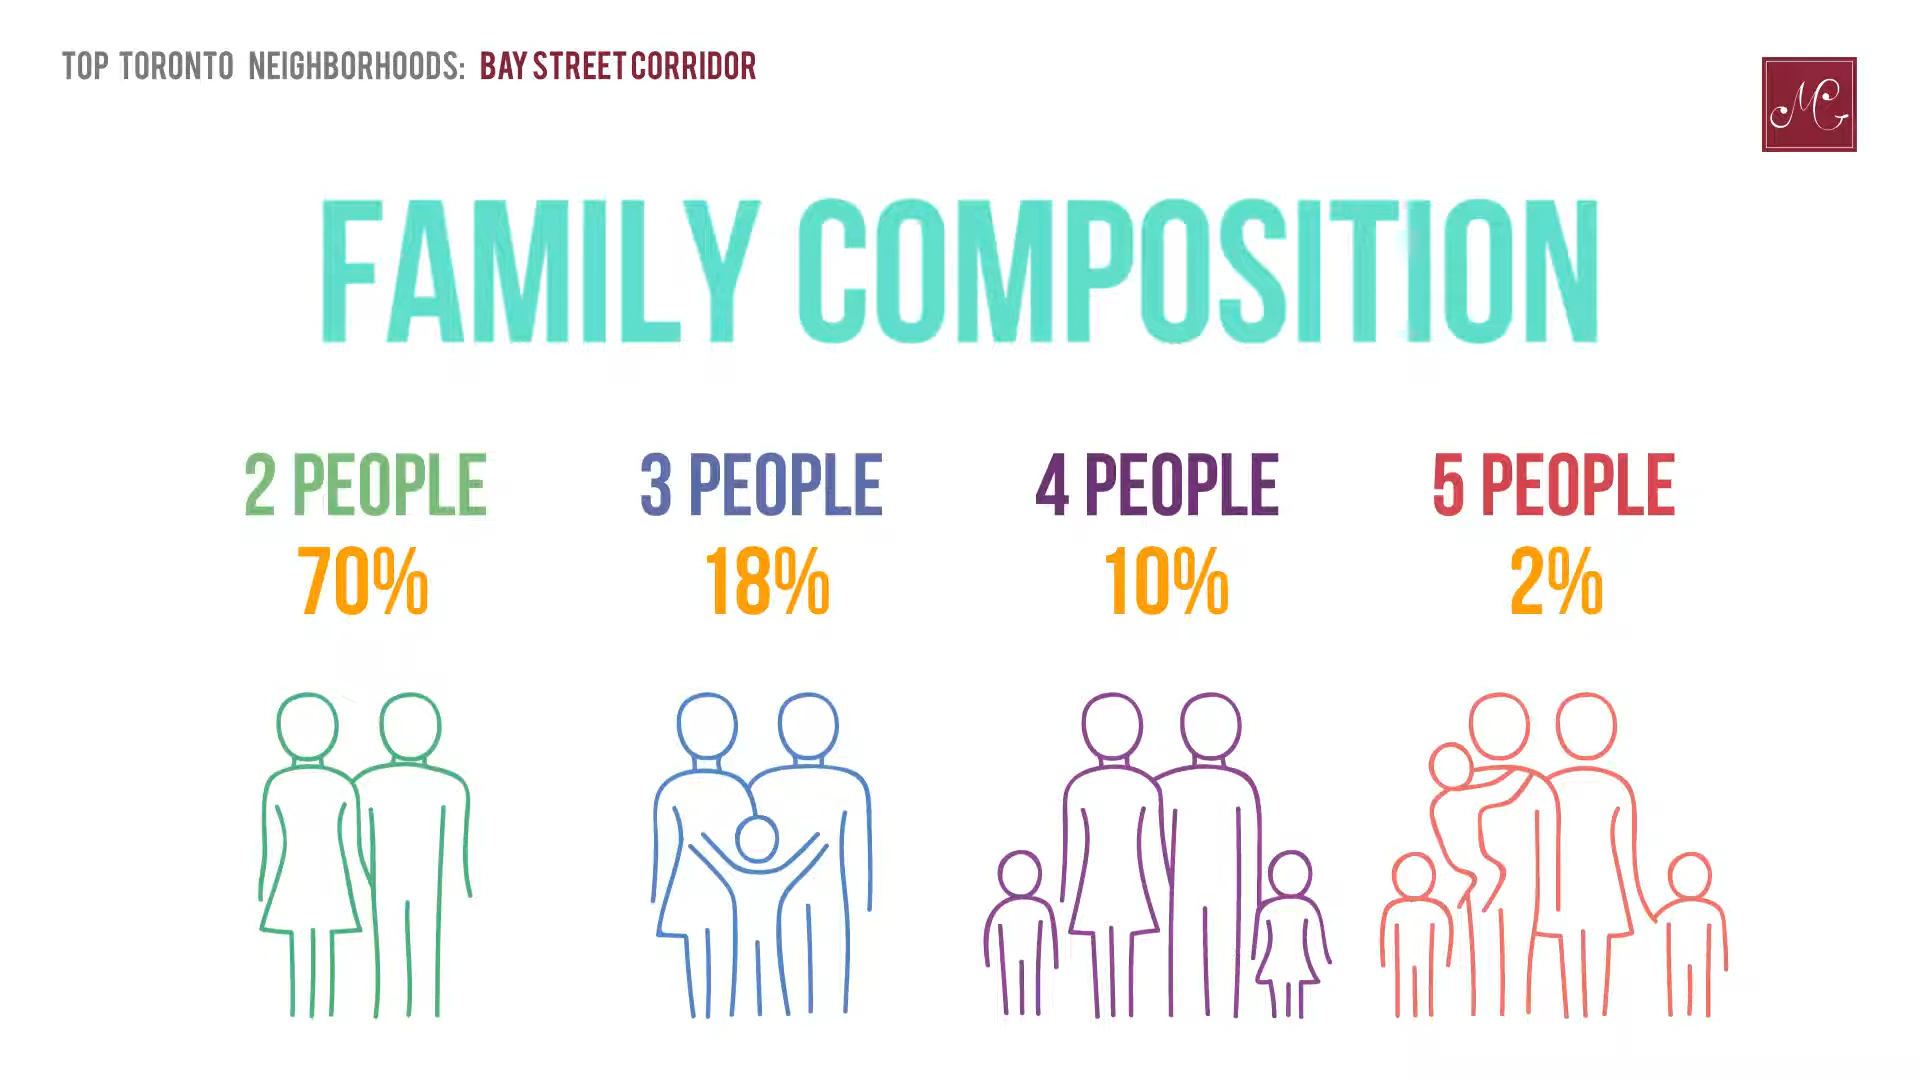 TOP TORONTO NEIGHBORHOODS: BAY STREET CORRIDOR
MG
FAMILY COMPOSITION
2 PEOPLE 3 PEOPLE 4 PEOPLE 5 PEOPLE
70% 18% 10% 2%